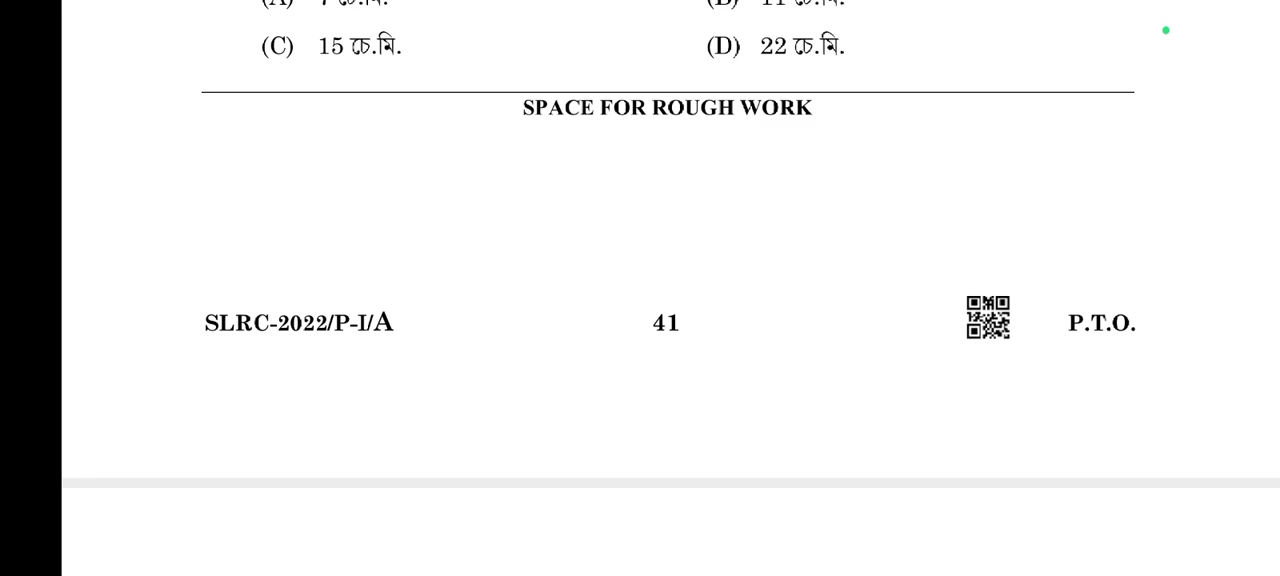 (C) 15 চে.মি. (D) 22 চে.মি.
SPACE FOR ROUGH WORK
SLRC-2022/P-I/A 41 P.T.O.